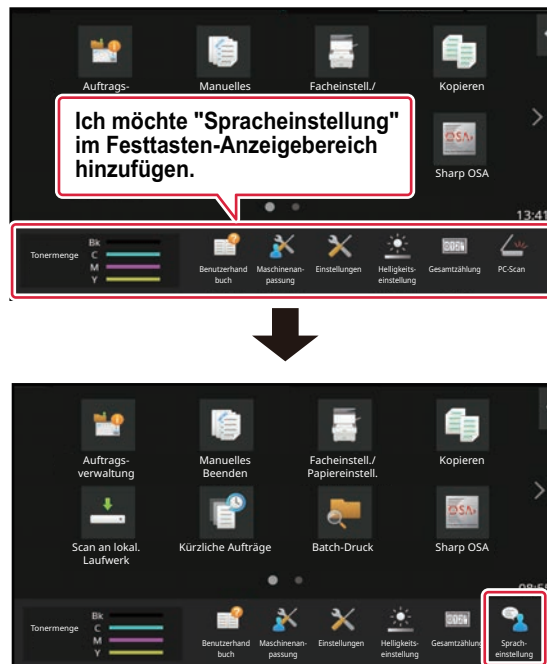 Auftrags-
Manuelles
Facheinstell./
Kopieren
Ich möchte "Spracheinstellung"
im Festtasten-Anzeigebereich
hinzufügen.
OSA
Sharp OSA
13:41
Tonermenge
Bk
C
M
Y
Benutzerhand
buch
Maschinenan-
passung
Einstellungen
Helligkeits-
einstellung
Gesamtzählung
PC-Scan
Auftrags-
verwaltung
Manuelles
Beenden
Facheinstell./
Papiereinstell.
Kopieren
Scan an lokal.
Laufwerk
Kürzliche Aufträge
Batch-Druck
OSA
Sharp OSA
Tonermenge
Bk
C
M
Y
Benutzerhand
buch
Maschinenan-
passung
Einstellungen
Helligkeits-
einstellung
Gesamtzählung
Sprach-
einstellung